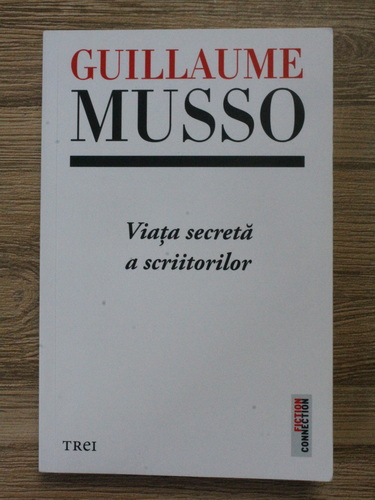 GUILLAUME
MUSSO
Viața secretă
a scriitorilor
FICTION
CONNECTION
TREI